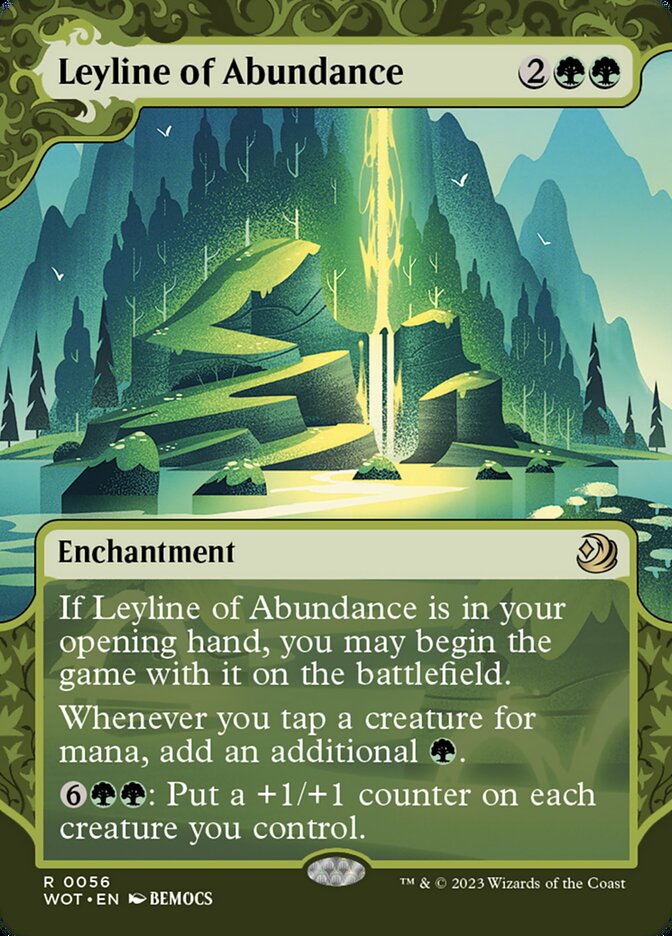 Leyline of Abundance 2
Enchantment
If Leyline of Abundance is in your
opening hand, you may begin the
game with it on the battlefield.
Whenever you tap a creature for
mana, add an additional .
6: Put a +1/+1 counter on each
creature you control.
R 0056
WOT • EN BEMOCS
™ & © 2023 Wizards of the Coast